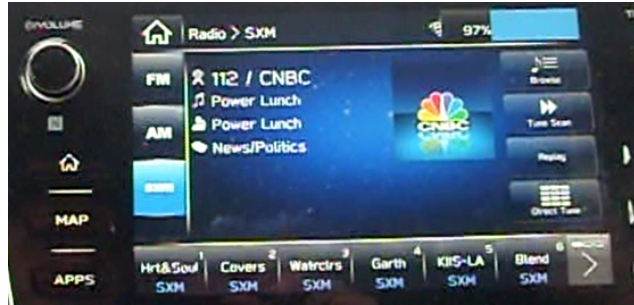 VOLUME
Radio > SXM
97%
FM
112 / CNBC
Browse
Power Lunch
CNBC
AM
Power Lunch
Tune Scan
News/Politics
Replay
SXM
MAP
Direct Tune
APPS
Hrt&Soul 1
SXM
Covers 2
SXM
Watrclrs 3
SXM
Garth 4
SXM
KIIS-LA 5
SXM
Blend 6
SXM